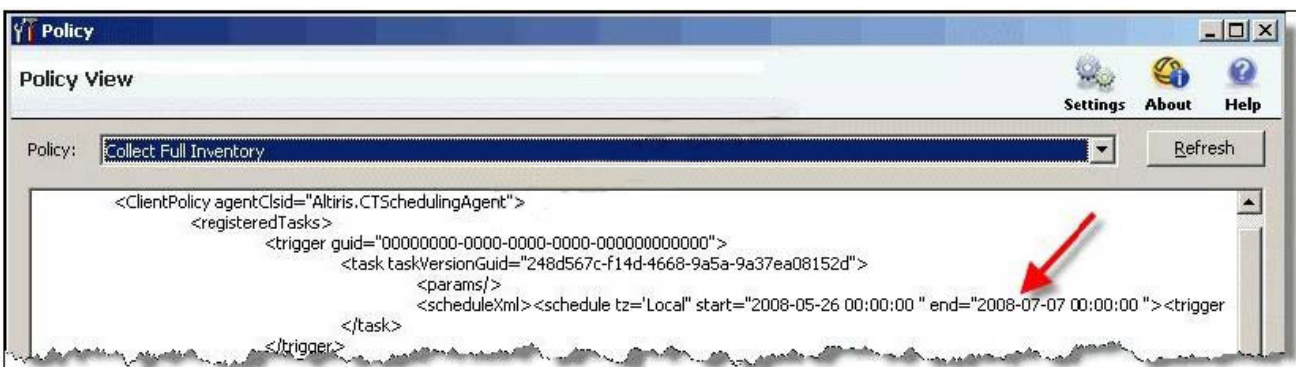 Policy
Policy View
Settings About Help
Policy: Collect Full Inventory Refresh
<ClientPolicy agentClsid="Altiris.CTSchedulingAgent">
<registeredTasks>
<trigger guid="00000000-0000-0000-0000-000000000000">
<task taskVersionGuid="248d567c-f14d-4668-9a5a-9a37ea08152d">
<params/>
<scheduleXml><schedule tz='Local" start="2008-05-26 00:00:00 " end="2008-07-07 00:00:00 "><trigger
</task>
</trigger>